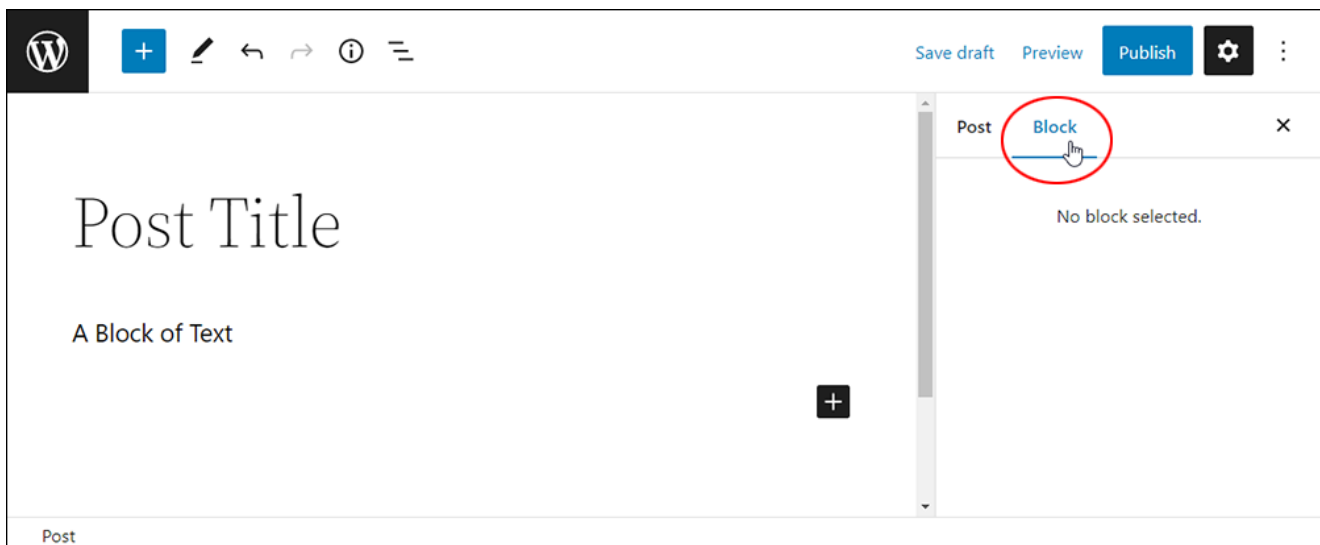 Save draft Preview Publish
Post Block
No block selected.
Post Title
A Block of Text
Post